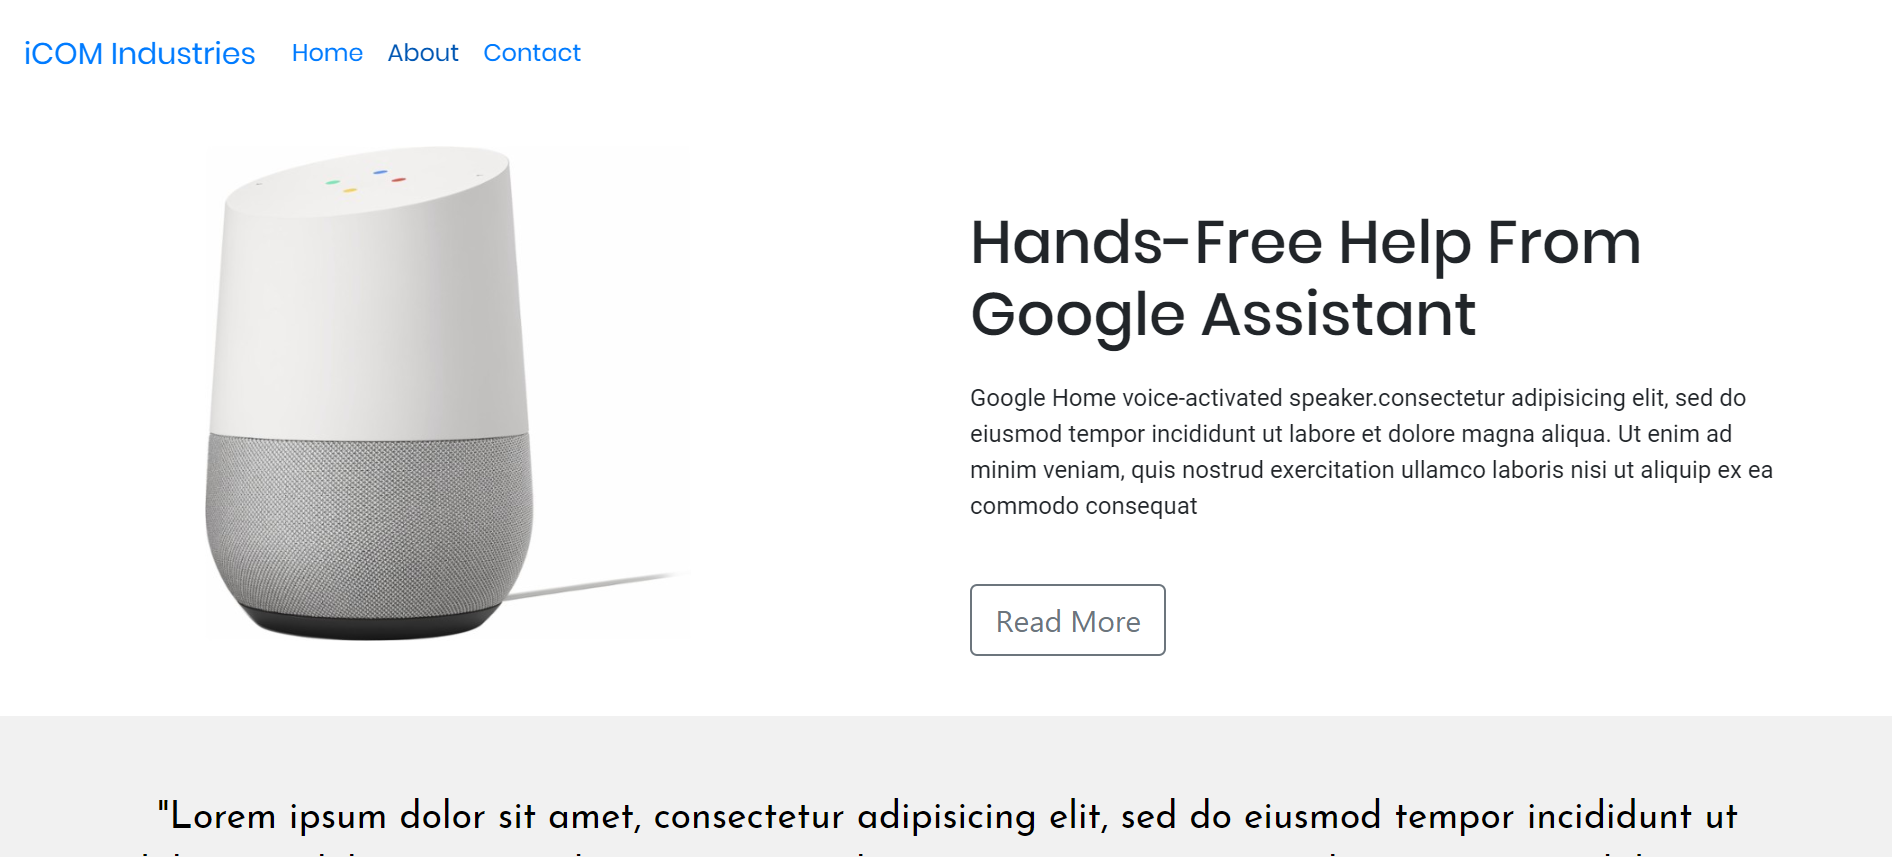 iCOM Industries Home About Contact
Hands-Free Help From
Google Assistant
Google Home voice-activated speaker.consectetur adipisicing elit, sed do
eiusmod tempor incididunt ut labore et dolore magna aliqua. Ut enim ad
minim veniam, quis nostrud exercitation ullamco laboris nisi ut aliquip ex ea
commodo consequat
Read More
"Lorem ipsum dolor sit amet, consectetur adipisicing elit, sed do eiusmod tempor incididunt ut